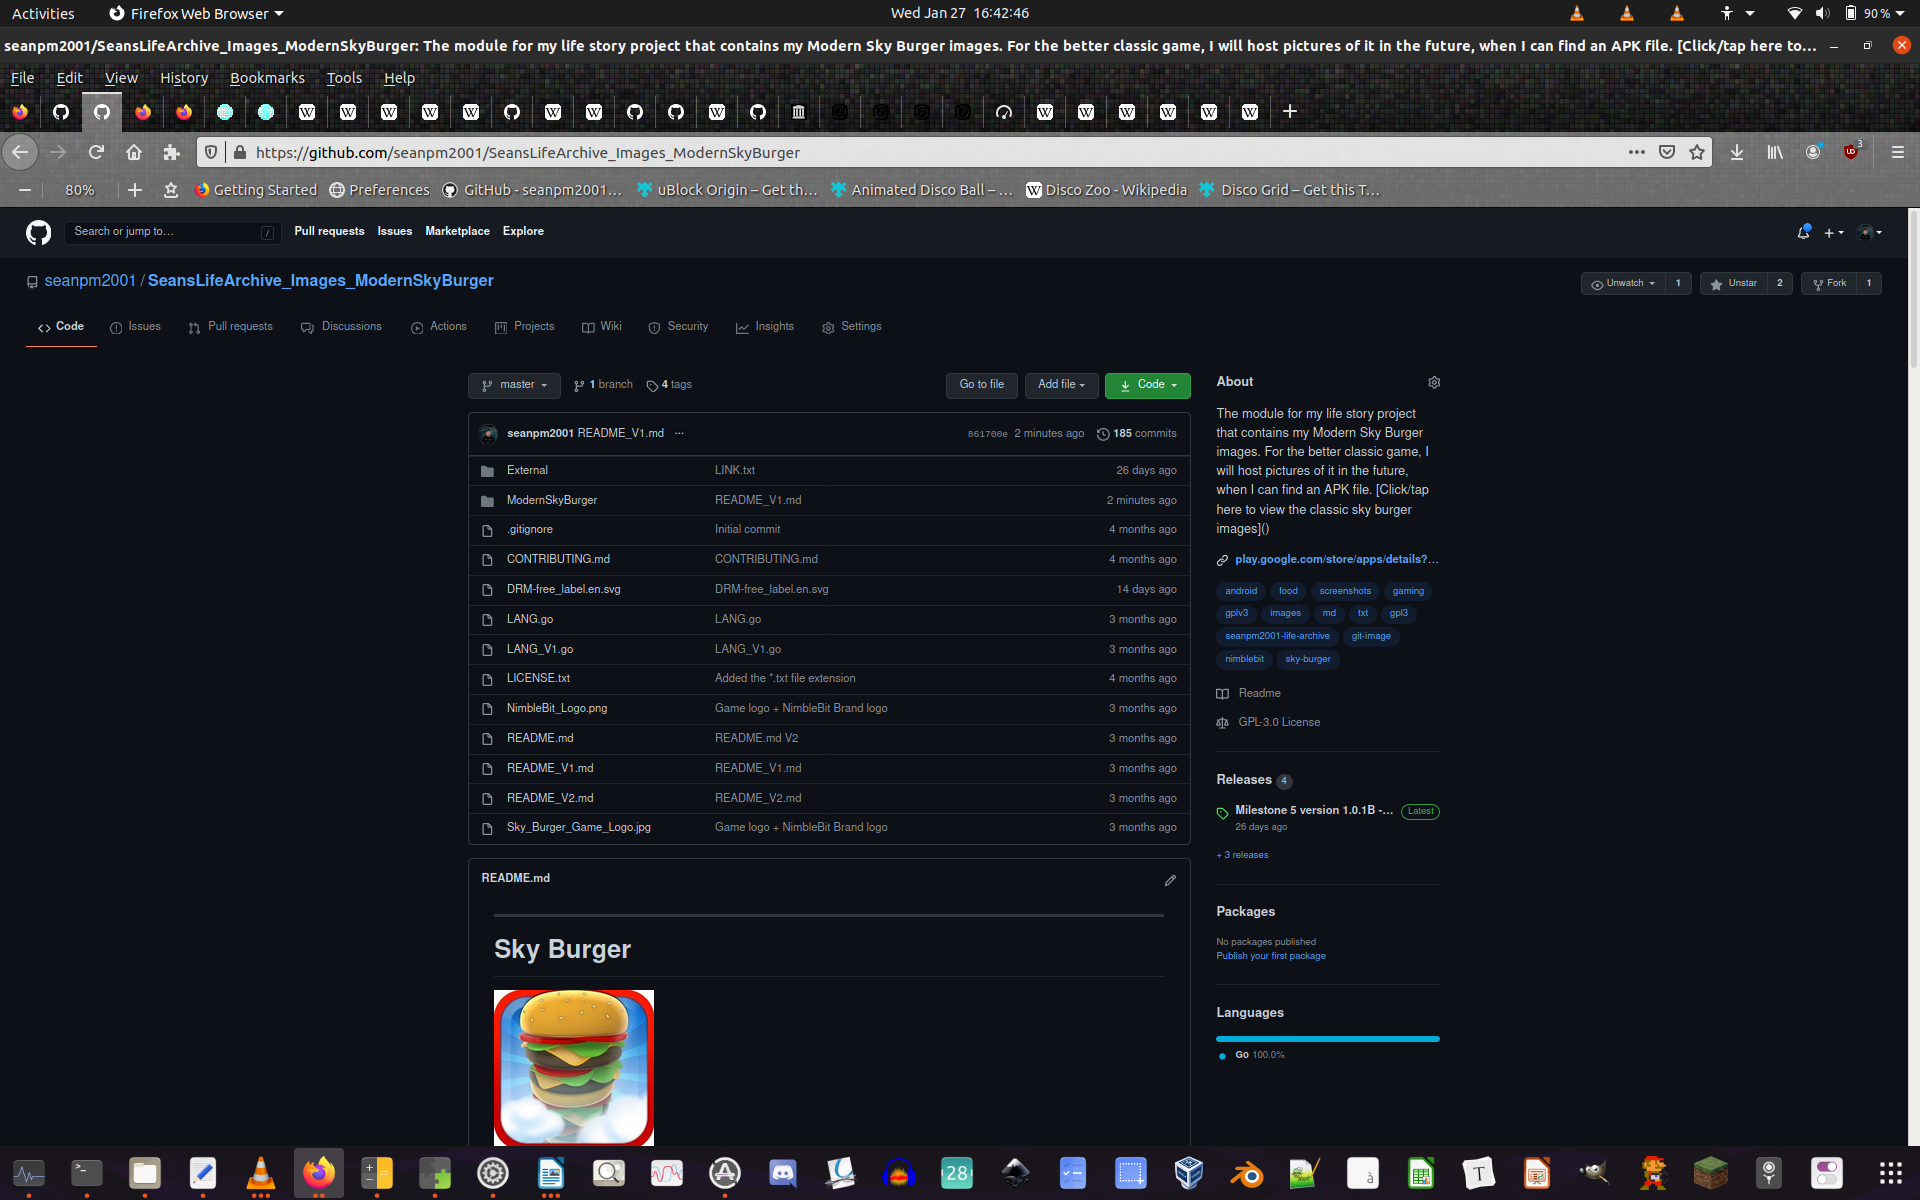 Activities Firefox Web Browser Wed Jan 27 16:42:46 90 %
seanpm2001/SeansLifeArchive_Images_ModernSkyBurger: The module for my life story project that contains my Modern Sky Burger images. For the better classic game, I will host pictures of it in the future, when I can find an APK file. [Click/tap here to…
File Edit View History Bookmarks Tools Help
https://github.com/seanpm2001/SeansLifeArchive_Images_ModernSkyBurger 3
80% Getting Started Preferences GitHub - seanpm2001… uBlock Origin – Get th… Animated Disco Ball – … Disco Zoo - Wikipedia Disco Grid – Get this T…
Search or jump to… / Pull requests Issues Marketplace Explore
seanpm2001 / SeansLifeArchive_Images_ModernSkyBurger Unwatch 1 Unstar 2 Fork 1
Code Issues Pull requests Discussions Actions Projects Wiki Security Insights Settings
master 1 branch 4 tags Go to file Add file Code
seanpm2001 README_V1.md ... 861700e 2 minutes ago 185 commits
External LINK.txt 26 days ago
ModernSkyBurger README_V1.md 2 minutes ago
.gitignore Initial commit 4 months ago
CONTRIBUTING.md CONTRIBUTING.md 4 months ago
DRM-free_label.en.svg DRM-free_label.en.svg 14 days ago
LANG.go LANG.go 3 months ago
LANG_V1.go LANG_V1.go 3 months ago
LICENSE.txt Added the *.txt file extension 4 months ago
NimbleBit_Logo.png Game logo + NimbleBit Brand logo 3 months ago
README.md README.md V2 3 months ago
README_V1.md README_V1.md 3 months ago
README_V2.md README_V2.md 3 months ago
Sky_Burger_Game_Logo.jpg Game logo + NimbleBit Brand logo 3 months ago
README.md
Sky Burger
About
The module for my life story project
that contains my Modern Sky Burger
images. For the better classic game, I
will host pictures of it in the future,
when I can find an APK file. [Click/tap
here to view the classic sky burger
images]()
play.google.com/store/apps/details?…
android food screenshots gaming
gplv3 images md txt gpl3
seanpm2001-life-archive git-image
nimblebit sky-burger
Readme
GPL-3.0 License
Releases 4
Milestone 5 version 1.0.1B -… Latest
26 days ago
+ 3 releases
Packages
No packages published
Publish your first package
Languages
Go 100.0%
28